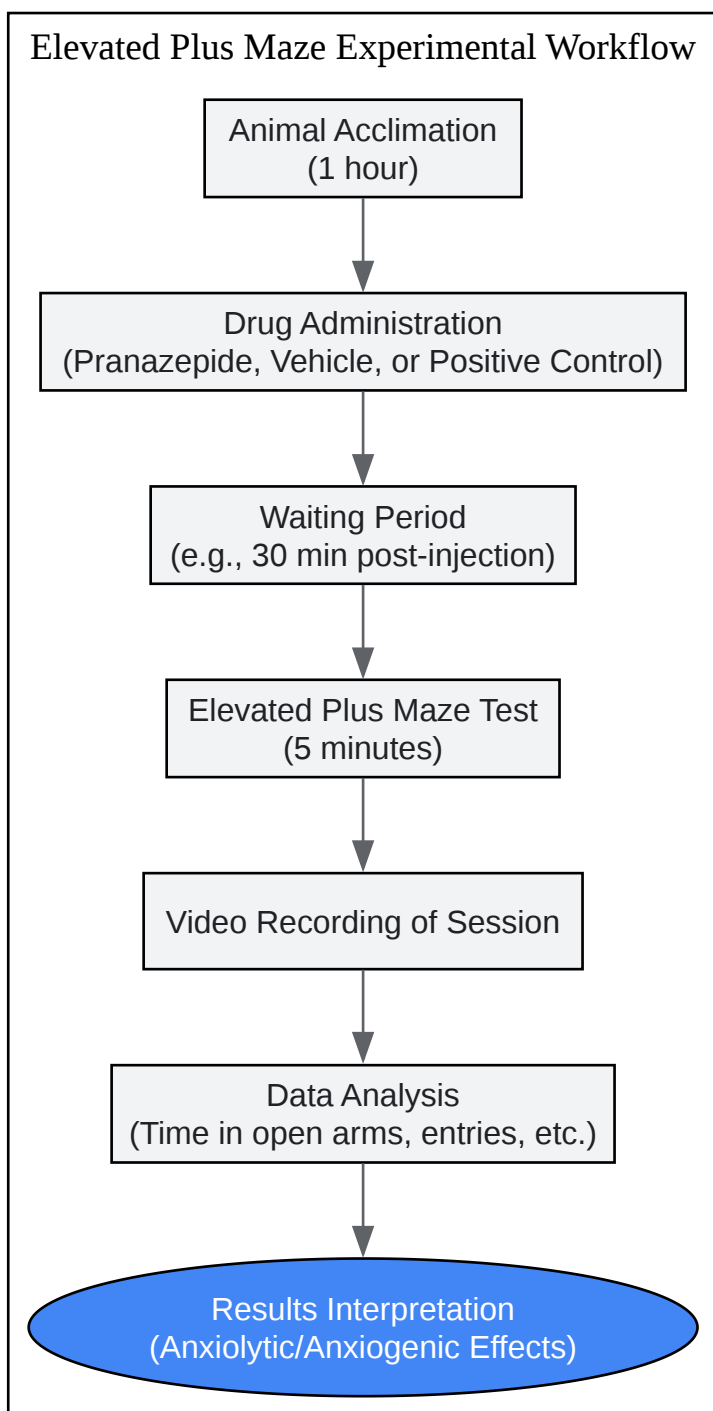 Elevated Plus Maze Experimental Workflow
Animal Acclimation
(1 hour)
Drug Administration
(Pranazepide, Vehicle, or Positive Control)
Waiting Period
(e.g., 30 min post-injection)
Elevated Plus Maze Test
(5 minutes)
Video Recording of Session
Data Analysis
(Time in open arms, entries, etc.)
Results Interpretation
(Anxiolytic/Anxiogenic Effects)